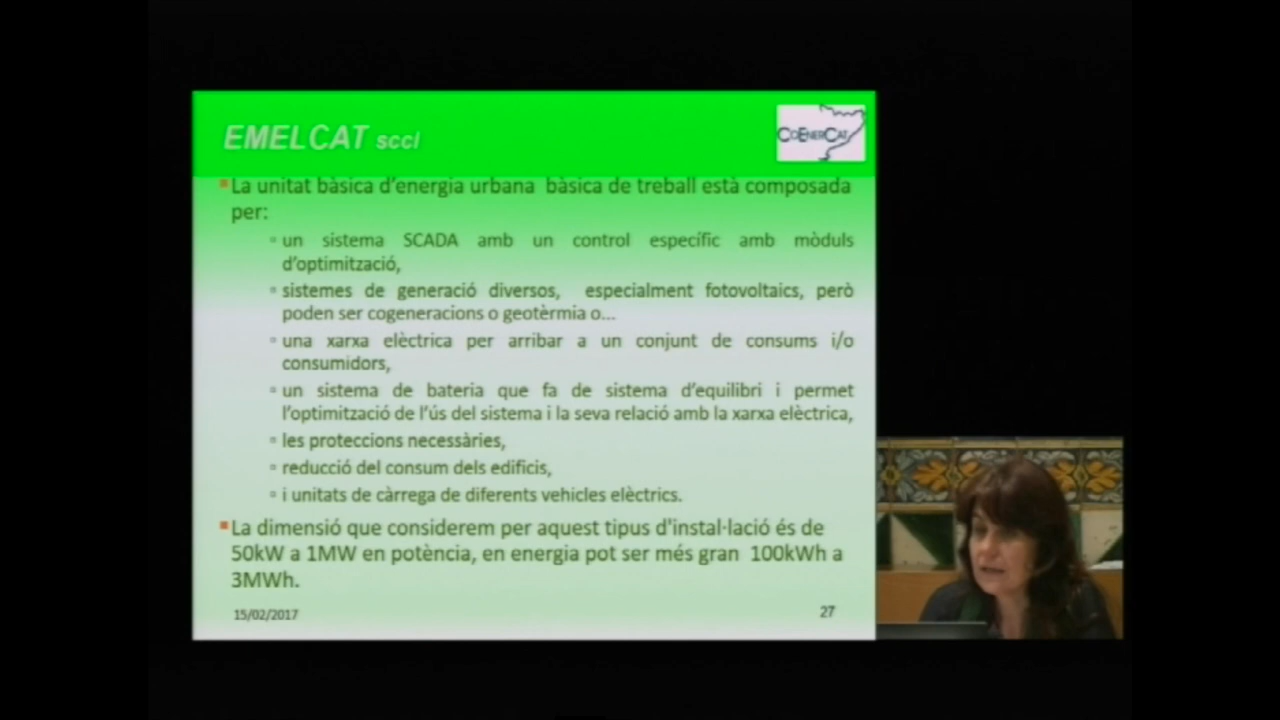 EMELCAT sccl
COENERCAT
▪La unitat bàsica d'energia urbana bàsica de treball està composada
per:
▫ un sistema SCADA amb un control específic amb mòduls
d'optimització,
▫ sistemes de generació diversos, especialment fotovoltaics, però
poden ser cogeneracions o geotèrmia o...
▫ una xarxa elèctrica per arribar a un conjunt de consums i/o
consumidors,
▫ un sistema de bateria que fa de sistema d'equilibri i permet
l'optimització de l'ús del sistema i la seva relació amb la xarxa elèctrica,
▫ les proteccions necessàries,
▫ reducció del consum dels edificis,
▫ i unitats de càrrega de diferents vehicles elèctrics.
▪La dimensió que considerem per aquest tipus d'instal·lació és de
50kW a 1MW en potència, en energia pot ser més gran 100kWh a
3MWh.
15/02/2017
27